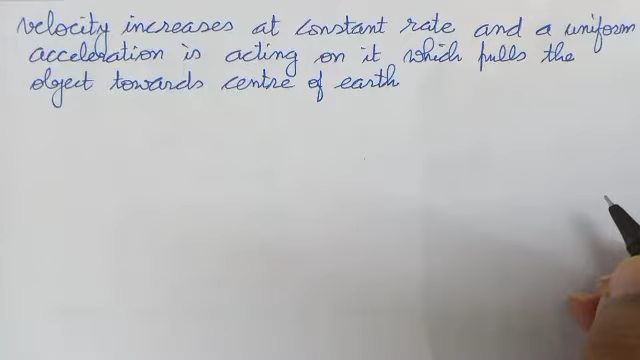 velocity increases at constant rate and a uniform
acceleration is acting on it which pulls the
object towards centre of earth